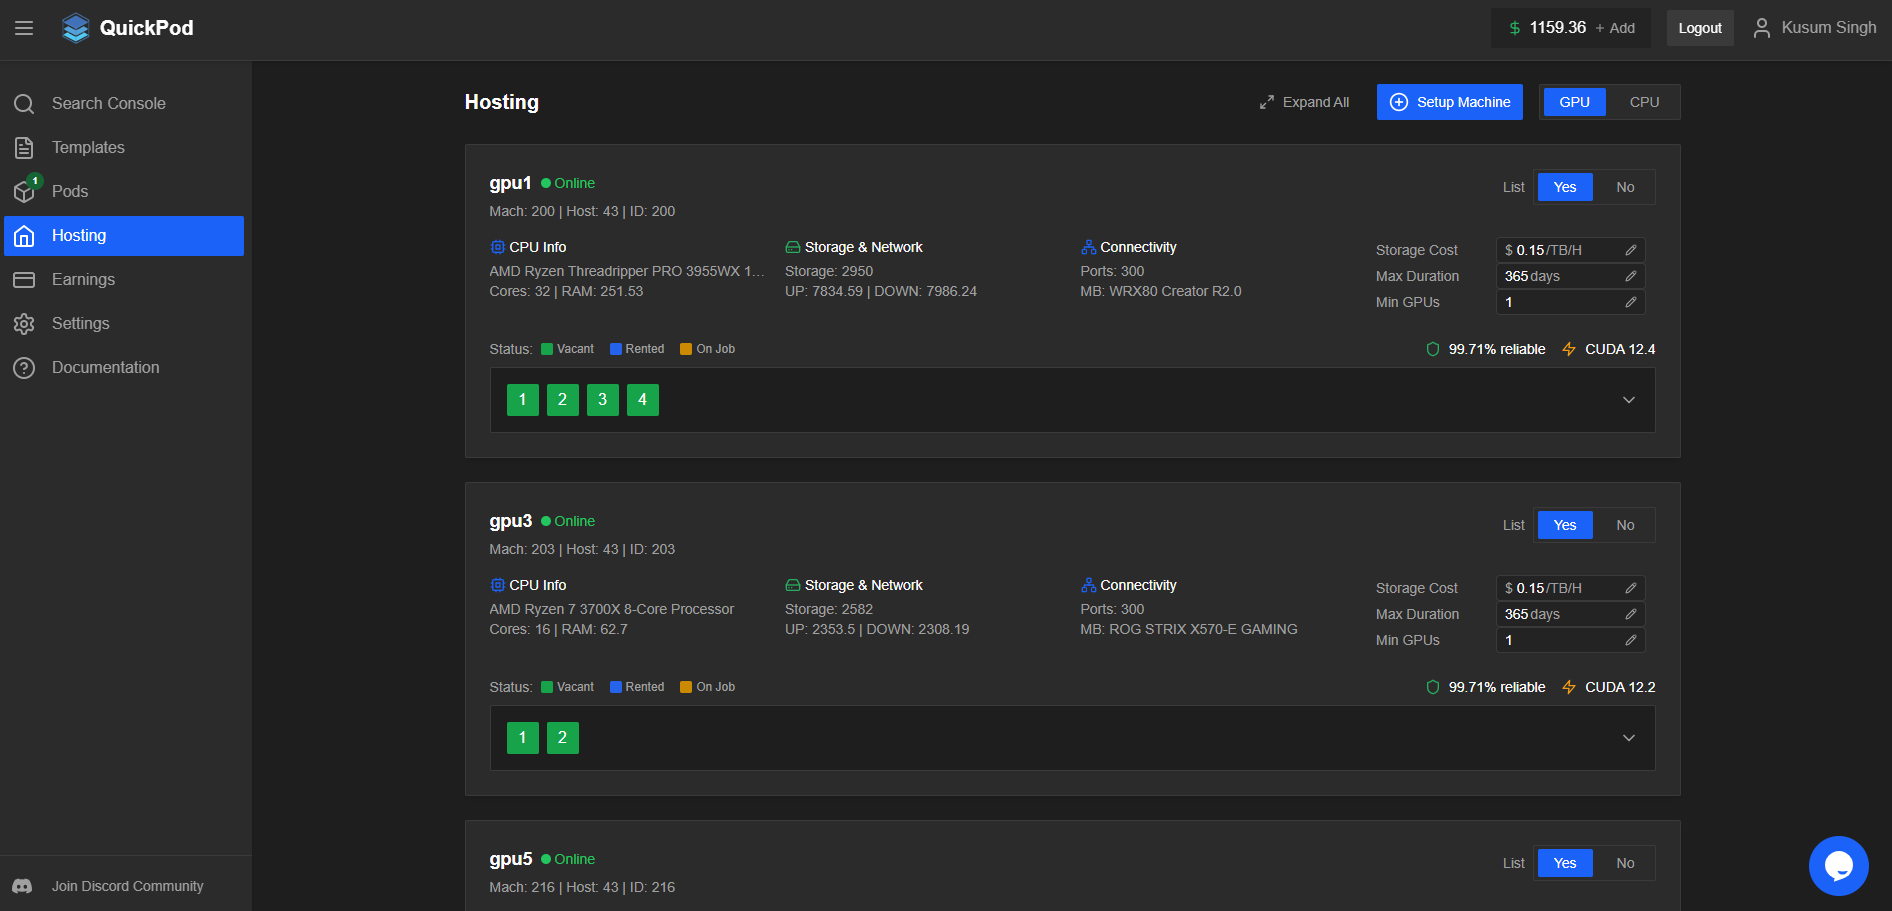 QuickPod
$ 1159.36 + Add
Logout
Kusum Singh
Search Console
Templates
1
Pods
Hosting
Earnings
Settings
Documentation
Join Discord Community
Hosting
Expand All
Setup Machine
GPU CPU
gpu1 Online
List Yes No
Mach: 200 | Host: 43 | ID: 200
CPU Info
AMD Ryzen Threadripper PRO 3955WX 1...
Cores: 32 | RAM: 251.53
Storage & Network
Storage: 2950
UP: 7834.59 | DOWN: 7986.24
Connectivity
Ports: 300
MB: WRX80 Creator R2.0
Storage Cost $ 0.15/TB/H
Max Duration 365 days
Min GPUs 1
Status: Vacant Rented On Job
99.71% reliable CUDA 12.4
1 2 3 4
gpu3 Online
List Yes No
Mach: 203 | Host: 43 | ID: 203
CPU Info
AMD Ryzen 7 3700X 8-Core Processor
Cores: 16 | RAM: 62.7
Storage & Network
Storage: 2582
UP: 2353.5 | DOWN: 2308.19
Connectivity
Ports: 300
MB: ROG STRIX X570-E GAMING
Storage Cost $ 0.15/TB/H
Max Duration 365 days
Min GPUs 1
Status: Vacant Rented On Job
99.71% reliable CUDA 12.2
1 2
gpu5 Online
List Yes No
Mach: 216 | Host: 43 | ID: 216